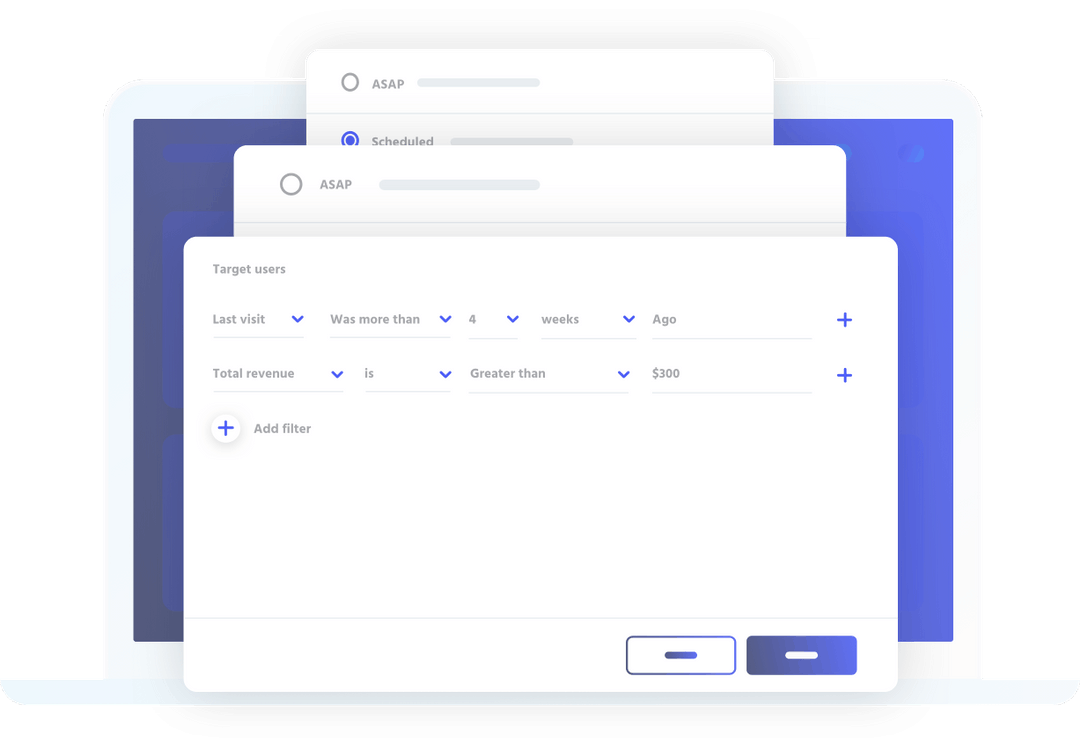 ASAP
Scheduled
ASAP
Target users
Last visit Was more than 4 weeks Ago
Total revenue is Greater than $300
Add filter